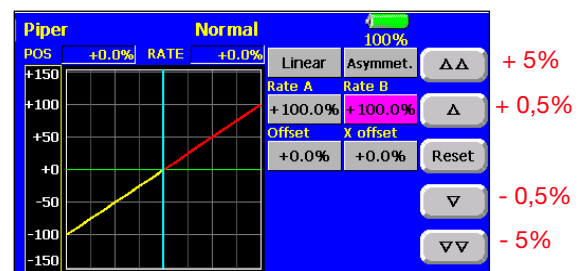 Piper Normal 100%
POS +0.0% RATE +0.0%
Linear Asymmet. △△ + 5%
Rate A Rate B
+100.0% +100.0% △ + 0,5%
Offset X offset
+0.0% +0.0% Reset
▽ - 0,5%
▽▽ - 5%
+150
+100
+50
+0
-50
-100
-150